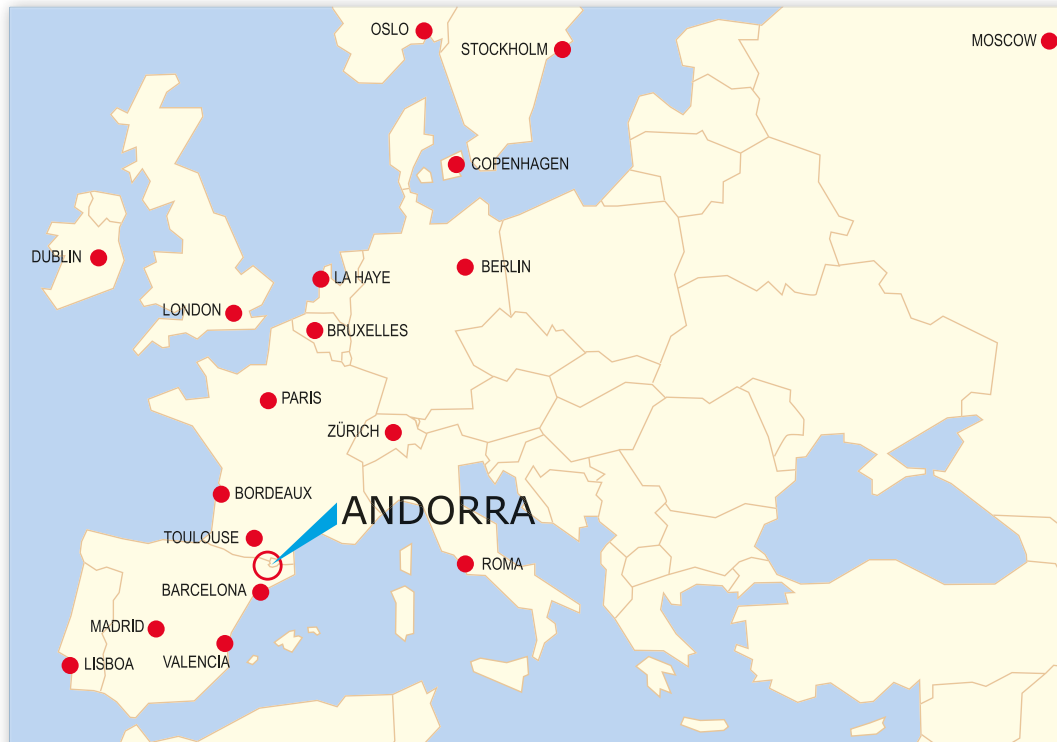 OSLO
STOCKHOLM
MOSCOW
COPENHAGEN
DUBLIN
BERLIN
LA HAYE
LONDON
BRUXELLES
PARIS
ZÜRICH
BORDEAUX
ANDORRA
TOULOUSE
ROMA
BARCELONA
MADRID
LISBOA
VALENCIA